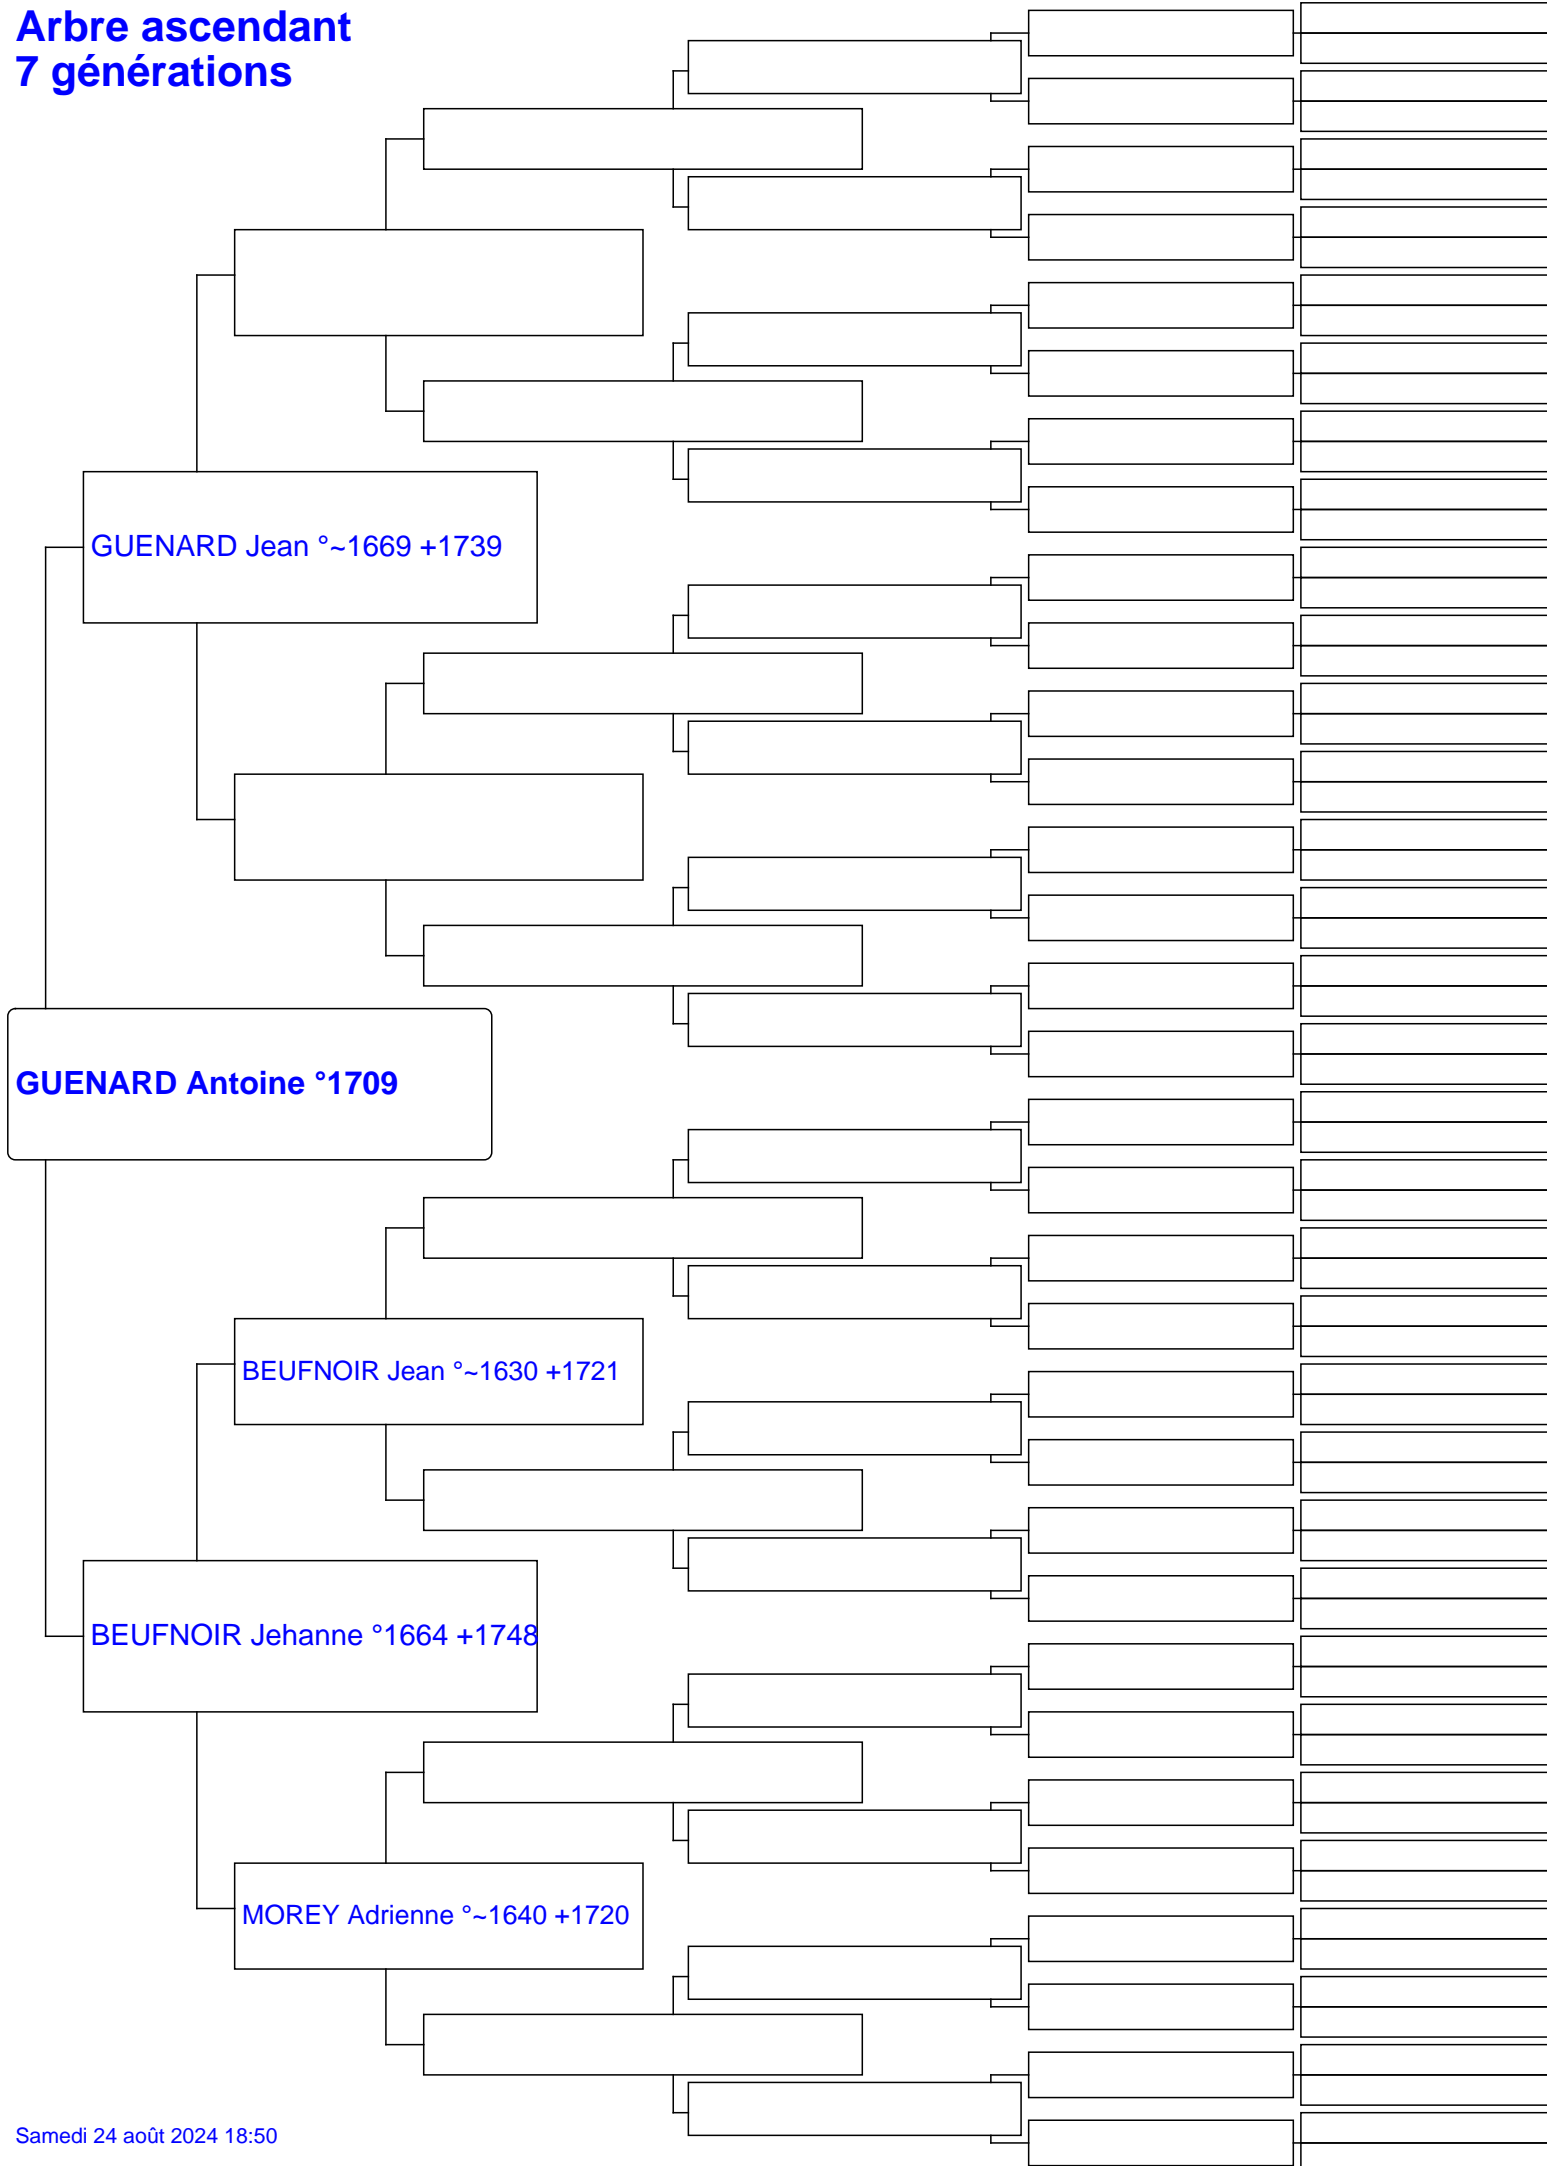 Arbre ascendant
7 générations
GUENARD Jean °~1669 +1739
GUENARD Antoine °1709
BEUFNOIR Jean °~1630 +1721
BEUFNOIR Jehanne °1664 +1748
MOREY Adrienne °~1640 +1720
Samedi 24 août 2024 18:50